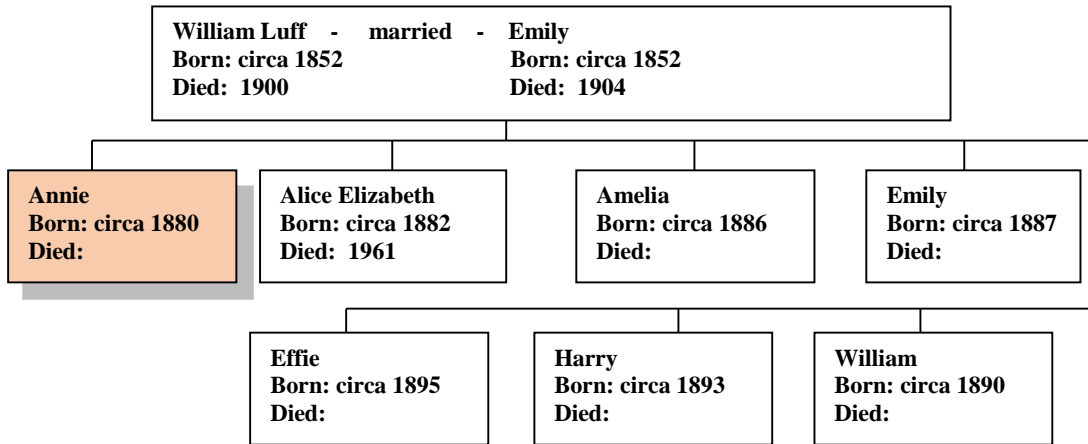 William Luff - married - Emily
Born: circa 1852 Born: circa 1852
Died: 1900 Died: 1904
Annie
Born: circa 1880
Died:
Alice Elizabeth
Born: circa 1882
Died: 1961
Amelia
Born: circa 1886
Died:
Emily
Born: circa 1887
Died:
Effie
Born: circa 1895
Died:
Harry
Born: circa 1893
Died:
William
Born: circa 1890
Died: